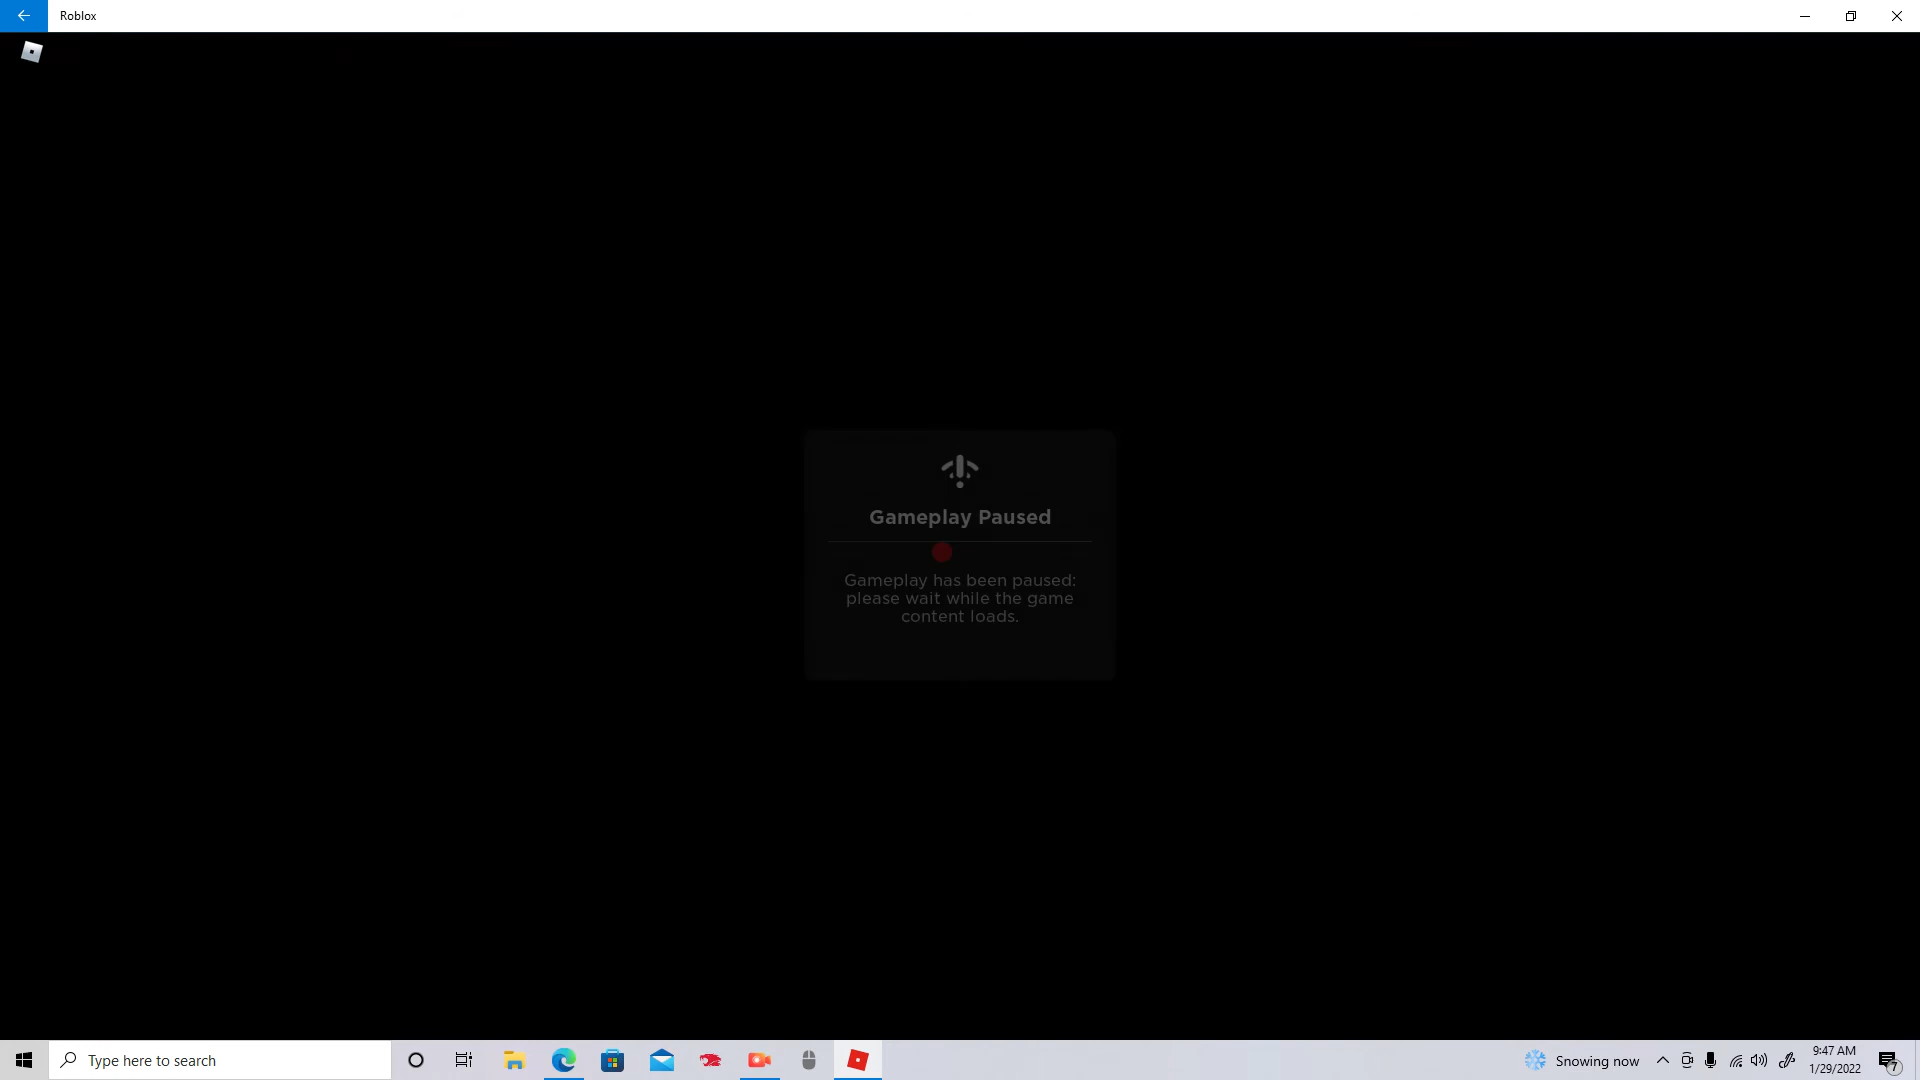 Roblox
Gameplay Paused
Gameplay has been paused:
please wait while the game
content loads.
Type here to search
Snowing now
9:47 AM
1/29/2022
7